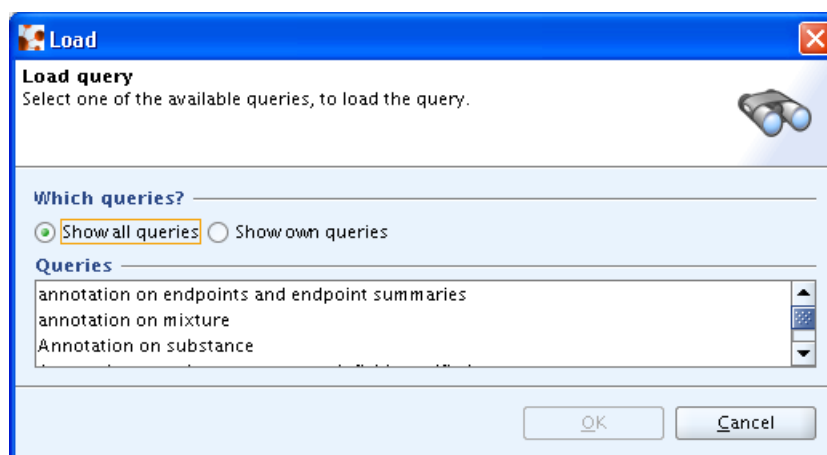 Load
Load query
Select one of the available queries, to load the query.
Which queries?
Show all queries Show own queries
Queries
annotation on endpoints and endpoint summaries
annotation on mixture
Annotation on substance
OK Cancel